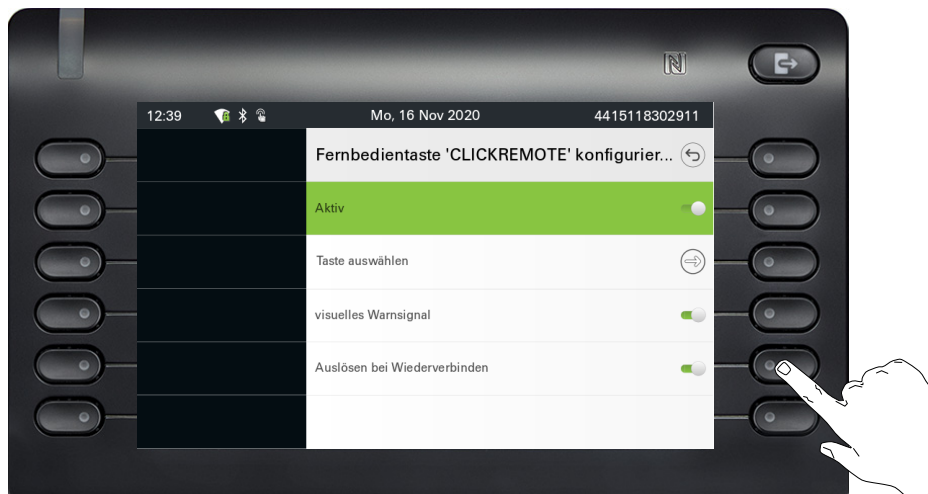 12:39 Mo, 16 Nov 2020 4415118302911
Fernbedientaste 'CLICKREMOTE' konfigurier...
Aktiv
Taste auswählen
visuelles Warnsignal
Auslösen bei Wiederverbinden